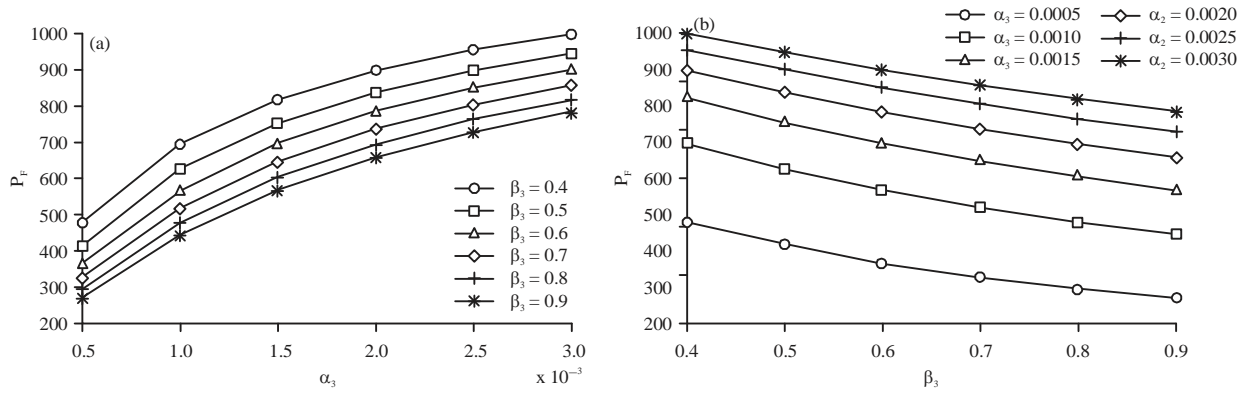 (a)
1000
900
800
700
600
500
400
300
200
P_F
0.5 1.0 1.5 2.0 2.5 3.0
α₃
x 10⁻³
β₃ = 0.4
β₃ = 0.5
β₃ = 0.6
β₃ = 0.7
β₃ = 0.8
β₃ = 0.9
(b)
α₃ = 0.0005 α₂ = 0.0020
α₃ = 0.0010 α₂ = 0.0025
α₃ = 0.0015 α₂ = 0.0030
1000
900
800
700
600
500
400
300
200
P_F
0.4 0.5 0.6 0.7 0.8 0.9
β₃